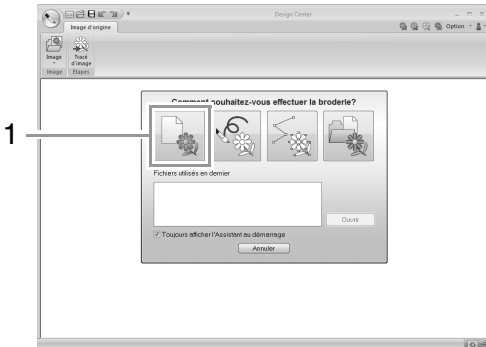 Design Center
Image d'origine
Option
Image
Tracé
d'image
Image
Etapes
Comment souhaitez-vous effectuer la broderie?
1
Fichiers utilisés en dernier
Ouvrir
Toujours afficher l'Assistant au démarrage
Annuler